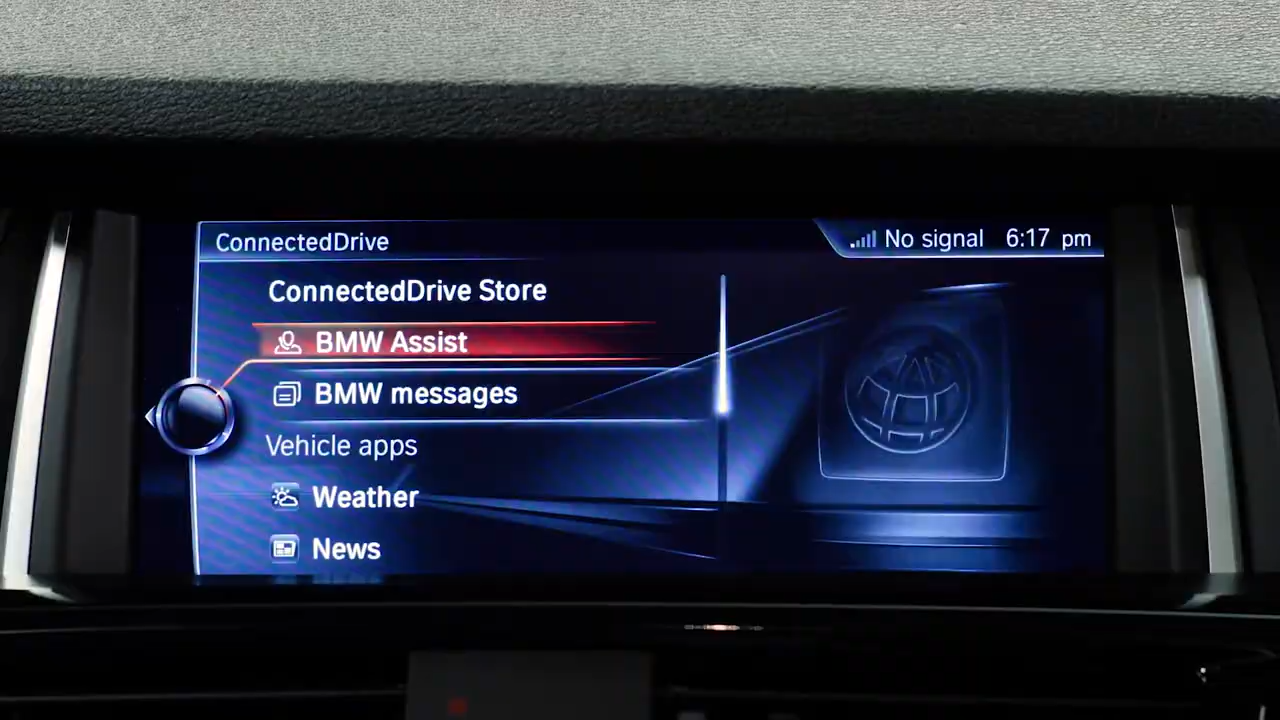 ConnectedDrive
No signal 6:17 pm
ConnectedDrive Store
BMW Assist
BMW messages
Vehicle apps
Weather
News